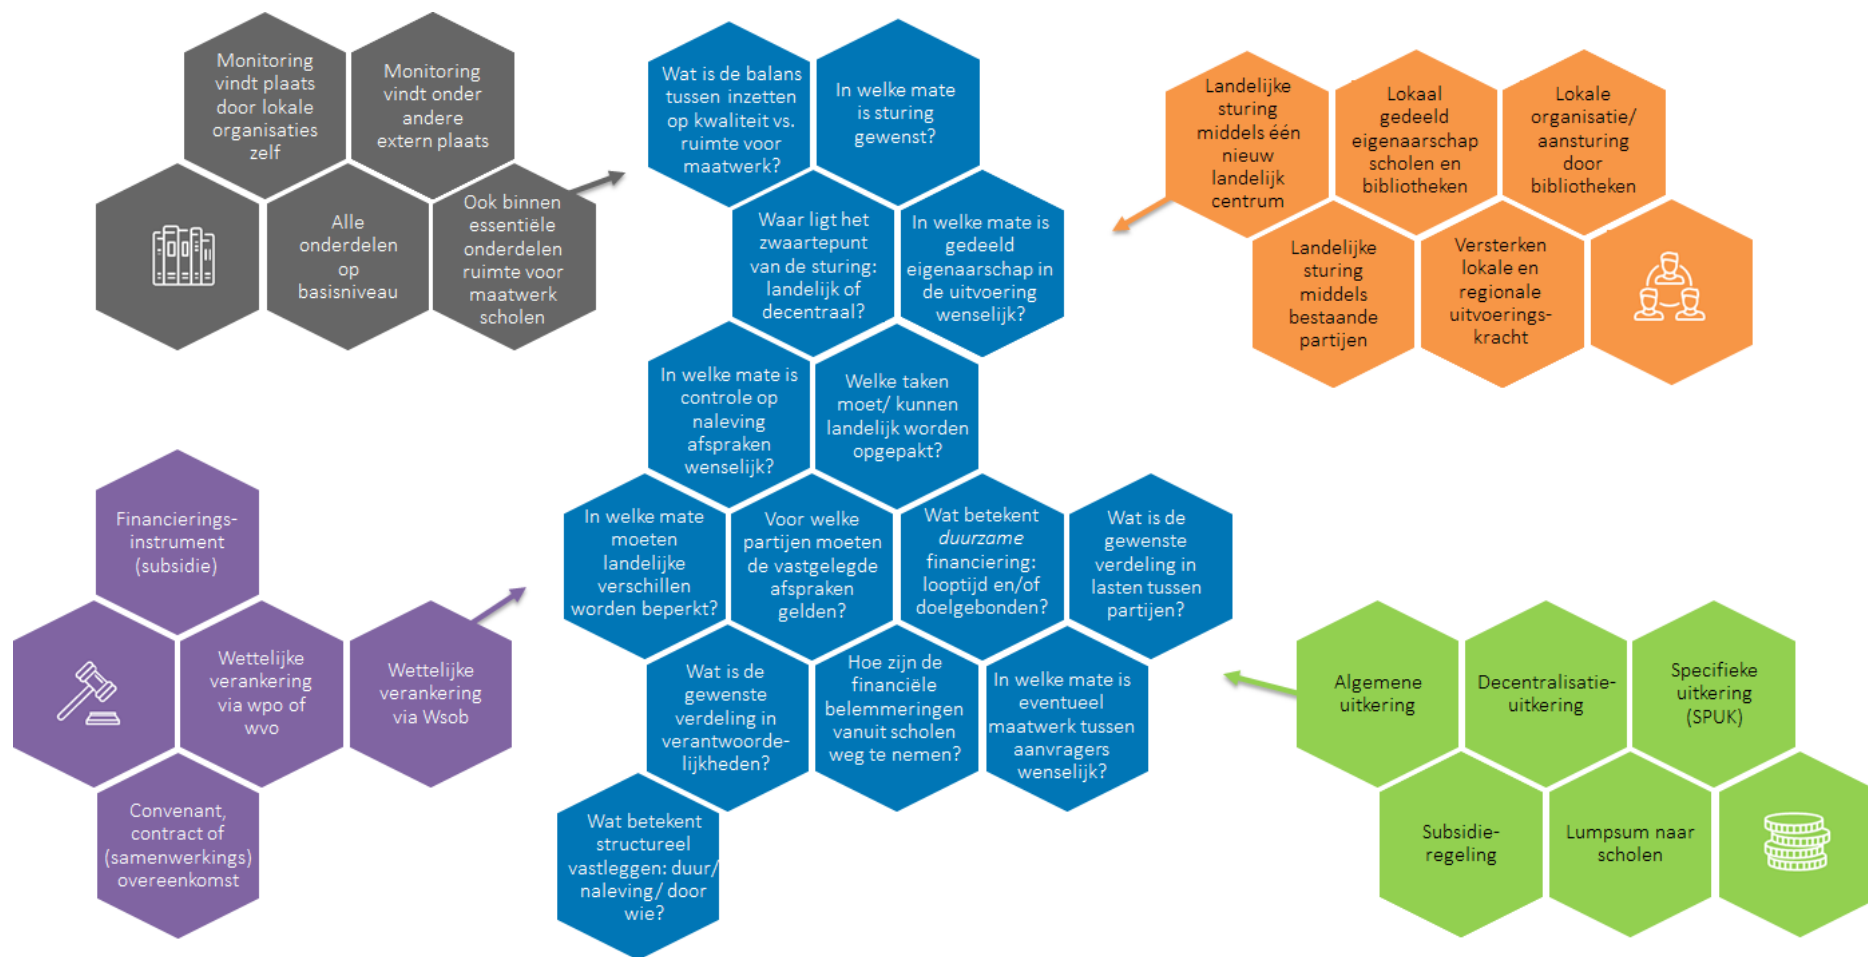 Monitoring
vindt plaats
door lokale
organisaties
zelf
Monitoring
vindt onder
andere
extern plaats
Alle
onderdelen
op
basisniveau
Ook binnen
essentiële
onderdelen
ruimte voor
maatwerk
scholen
Wat is de balans
tussen inzetten
op kwaliteit vs.
ruimte voor
maatwerk?
In welke mate
is sturing
gewenst?
Waar ligt het
zwaartepunt
van de sturing:
landelijk of
decentraal?
In welke mate is
gedeeld
eigenaarschap in
de uitvoering
wenselijk?
In welke mate is
controle op
naleving
afspraken
wenselijk?
Welke taken
moet/ kunnen
landelijk worden
opgepakt?
In welke mate
moeten
landelijke
verschillen
worden beperkt?
Voor welke
partijen moeten
de vastgelegde
afspraken
gelden?
Wat betekent
duurzame
financiering:
looptijd en/of
doelgebonden?
Wat is de
gewenste
verdeling in
lasten tussen
partijen?
Wat is de
gewenste
verdeling in
verantwoorde-
lijkheden?
Hoe zijn de
financiële
belemmeringen
vanuit scholen
weg te nemen?
In welke mate is
eventueel
maatwerk tussen
aanvragers
wenselijk?
Wat betekent
structureel
vastleggen: duur/
naleving/ door
wie?
Landelijke
sturing
middels één
nieuw
landelijk
centrum
Lokaal
gedeeld
eigenaarschap
scholen en
bibliotheken
Lokale
organisatie/
aansturing
door
bibliotheken
Landelijke
sturing
middels
bestaande
partijen
Versterken
lokale en
regionale
uitvoerings-
kracht
Financierings-
instrument
(subsidie)
Wettelijke
verankering
via wpo of
wvo
Wettelijke
verankering
via Wsob
Convenant,
contract of
(samenwerkings)
overeenkomst
Algemene
uitkering
Decentralisatie-
uitkering
Specifieke
uitkering
(SPUK)
Subsidie-
regeling
Lumpsum naar
scholen